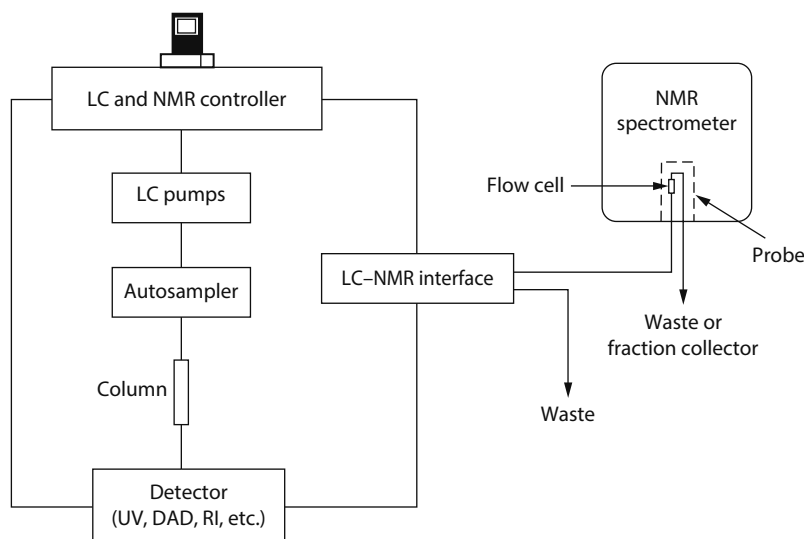 LC and NMR controller
LC pumps
Autosampler
Column
Detector
(UV, DAD, RI, etc.)
LC–NMR interface
Waste
NMR
spectrometer
Flow cell
Probe
Waste or
fraction collector